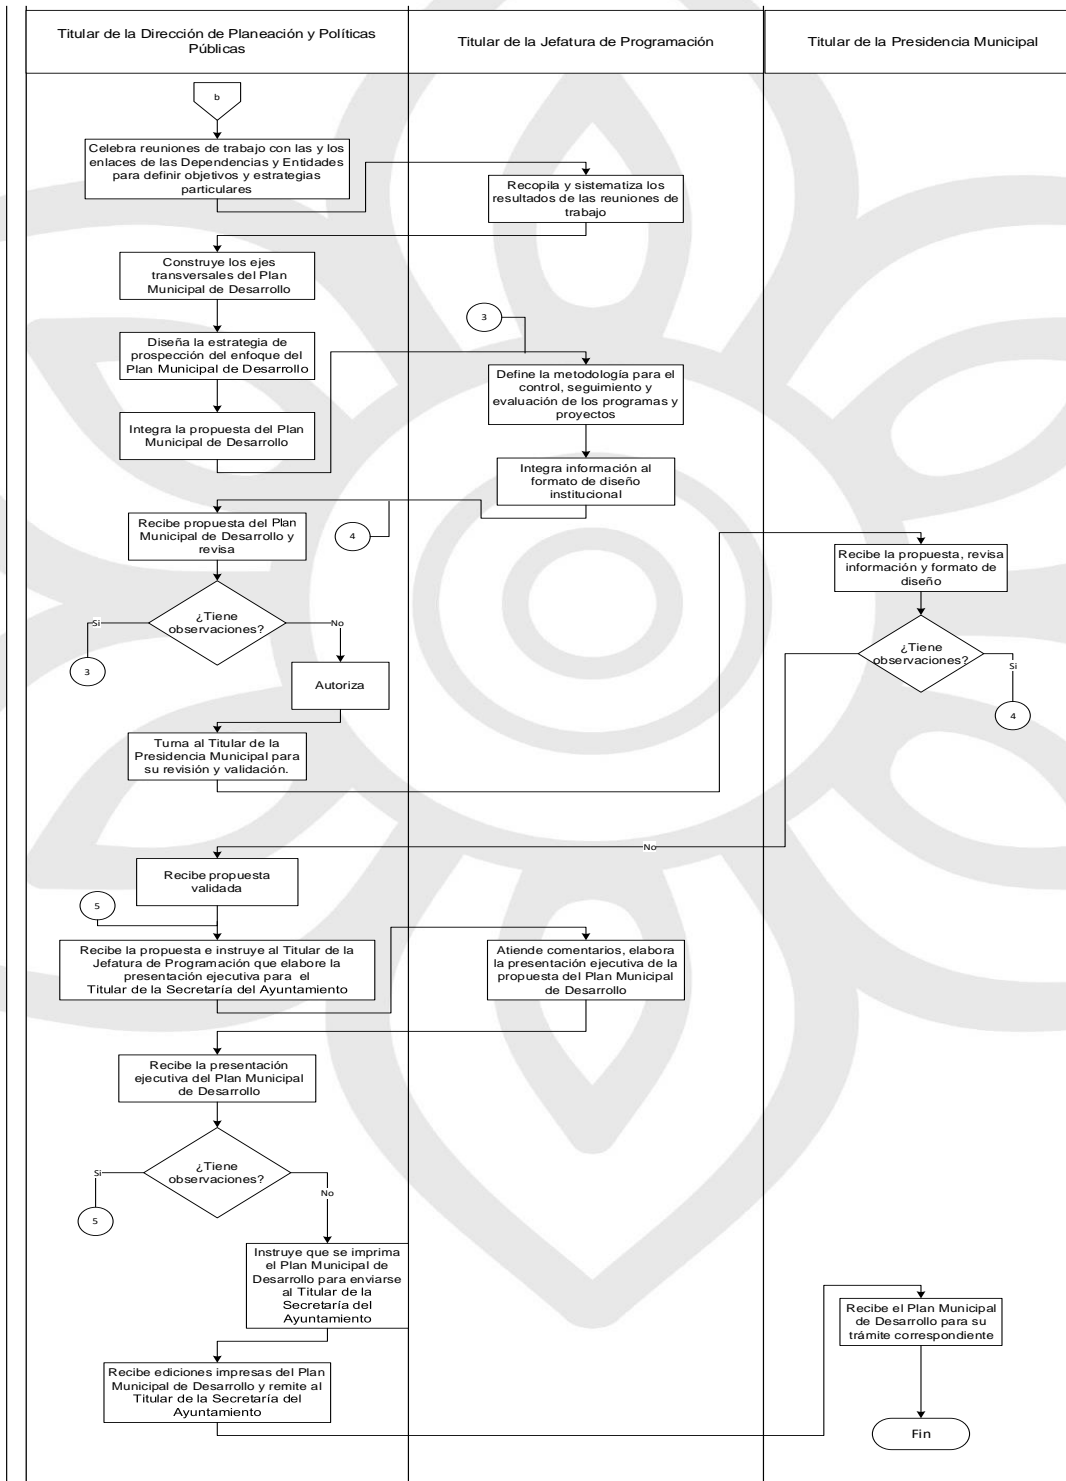 Titular de la Dirección de Planeación y Políticas
Públicas
Titular de la Jefatura de Programación
Titular de la Presidencia Municipal
b
Celebra reuniones de trabajo con las y los
enlaces de las Dependencias y Entidades
para definir objetivos y estrategias
particulares
Recopila y sistematiza los
resultados de las reuniones de
trabajo
Construye los ejes
transversales del Plan
Municipal de Desarrollo
3
Diseña la estrategia de
prospección del enfoque del
Plan Municipal de Desarrollo
Define la metodología para el
control, seguimiento y
evaluación de los programas y
proyectos
Integra la propuesta del Plan
Municipal de Desarrollo
Integra información al
formato de diseño
institucional
Recibe propuesta del Plan
Municipal de Desarrollo y
revisa
4
Recibe la propuesta, revisa
información y formato de
diseño
¿Tiene
observaciones?
Si
No
3
¿Tiene
observaciones?
Si
4
Autoriza
Turna al Titular de la
Presidencia Municipal para
su revisión y validación.
No
Recibe propuesta
validada
5
Recibe la propuesta e instruye al Titular de la
Jefatura de Programación que elabore la
presentación ejecutiva para el
Titular de la Secretaría del Ayuntamiento
Atiende comentarios, elabora
la presentación ejecutiva de la
propuesta del Plan Municipal
de Desarrollo
Recibe la presentación
ejecutiva del Plan Municipal
de Desarrollo
¿Tiene
observaciones?
Si
No
5
Instruye que se imprima
el Plan Municipal de
Desarrollo para enviarse
al Titular de la
Secretaría del
Ayuntamiento
Recibe el Plan Municipal
de Desarrollo para su
trámite correspondiente
Recibe ediciones impresas del Plan
Municipal de Desarrollo y remite al
Titular de la Secretaría del
Ayuntamiento
Fin